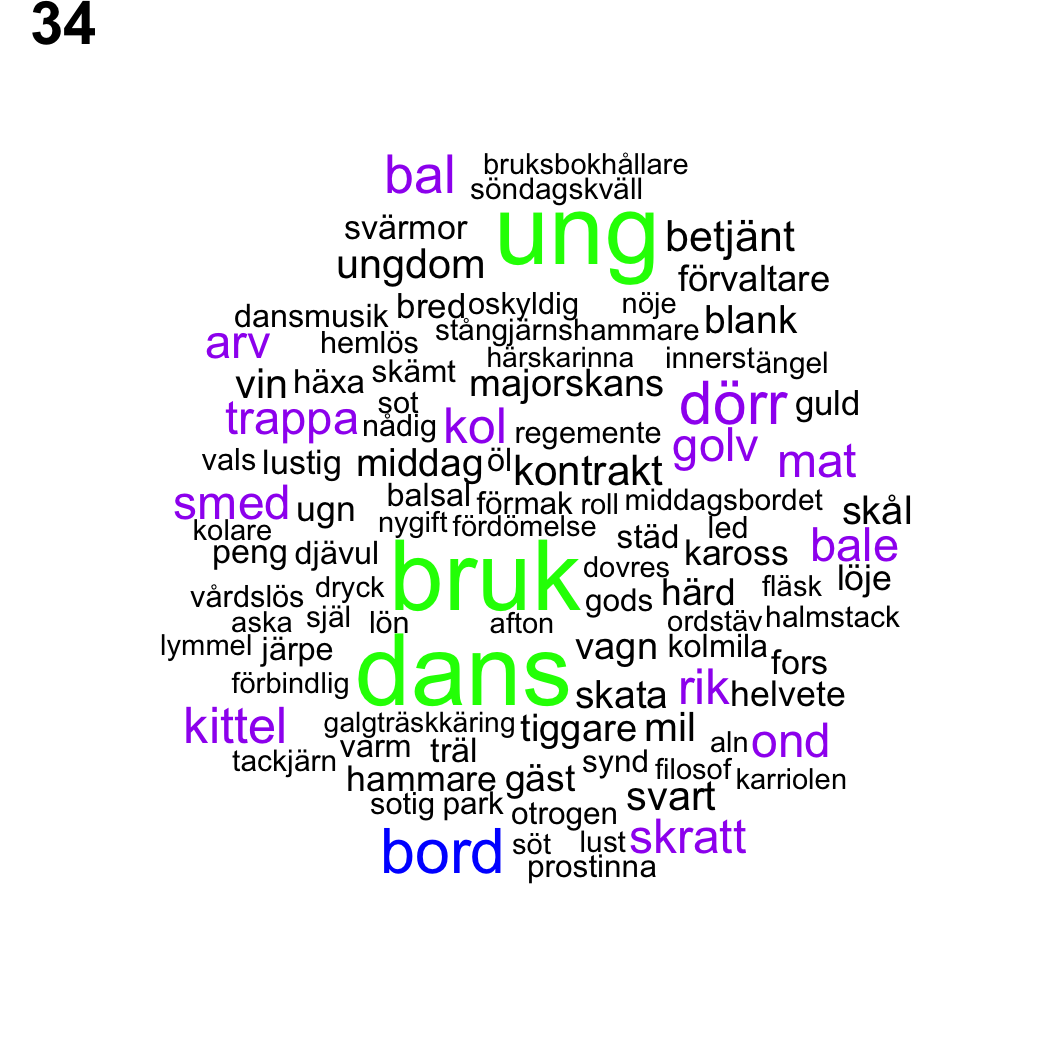 34
bal bruksbokhållare
söndagskväll
svärmor ung betjänt
ungdom förvaltare
dansmusik bred oskyldig nöje
arv hemlös stångjärnshammare blank
härskarinna innerst ängel
vin häxa skämt majorskans
sot dörr guld
trappa nådig kol regemente golv
vals lustig middag öl kontrakt mat
smed ugn balsal förmak roll middagsbordet skål
kolare nygift fördömelse städ led
peng djävul bruk kaross bale
dovres
vårdslös dryck gods härd fläsk löje
aska själ lön afton ordstäv halmstack
lymmel järpe dans vagn kolmila fors
förbindlig skata rik helvete
kittel galgträskkäring tiggare mil
tackjärn varm träl aln ond
hammare gäst synd filosof karriolen
sotig park otrogen svart
bord söt lust skratt
prostinna